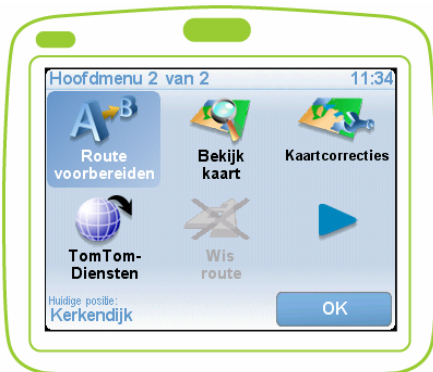 Hoofdmenu 2 van 2 11:34
Route
voorbereiden
Bekijk
kaart
Kaartcorrecties
TomTom-
Diensten
Wis
route
Huidige positie:
Kerkendijk
OK